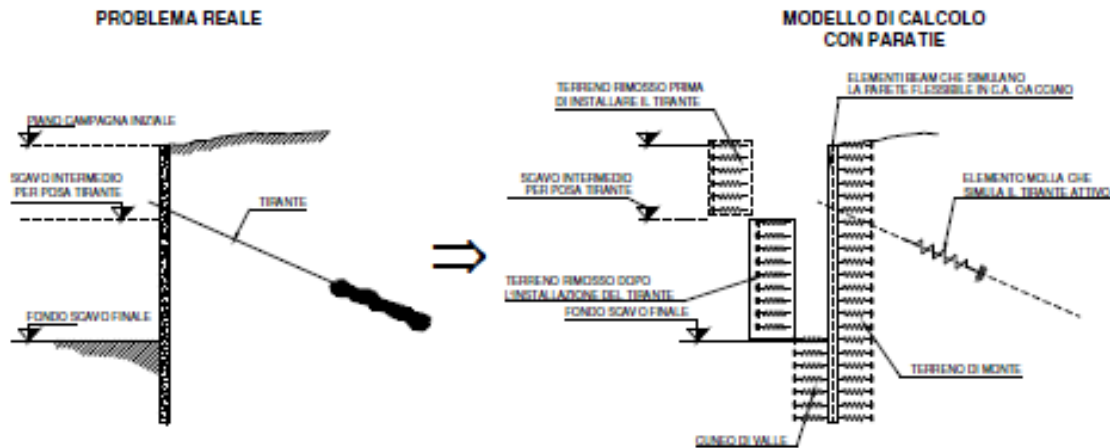 PROBLEMA REALE
PIANO CAMPAGNA INIZIALE
SCAVO INTERMEDIO
PER POSA TIRANTE
TIRANTE
FONDO SCAVO FINALE
MODELLO DI CALCOLO
CON PARATIE
TERRENO RIMOSSO PRIMA
DI INSTALLARE IL TIRANTE
ELEMENTI BEAM CHE SIMULANO
LA PARETE FLESSIBILE IN C.A. O ACCIAIO
SCAVO INTERMEDIO
PER POSA TIRANTE
ELEMENTO MOLLA CHE
SIMULA IL TIRANTE ATTIVO
TERRENO RIMOSSO DOPO
L'INSTALLAZIONE DEL TIRANTE
FONDO SCAVO FINALE
TERRENO DI MONTE
CUNEO DI VALLE